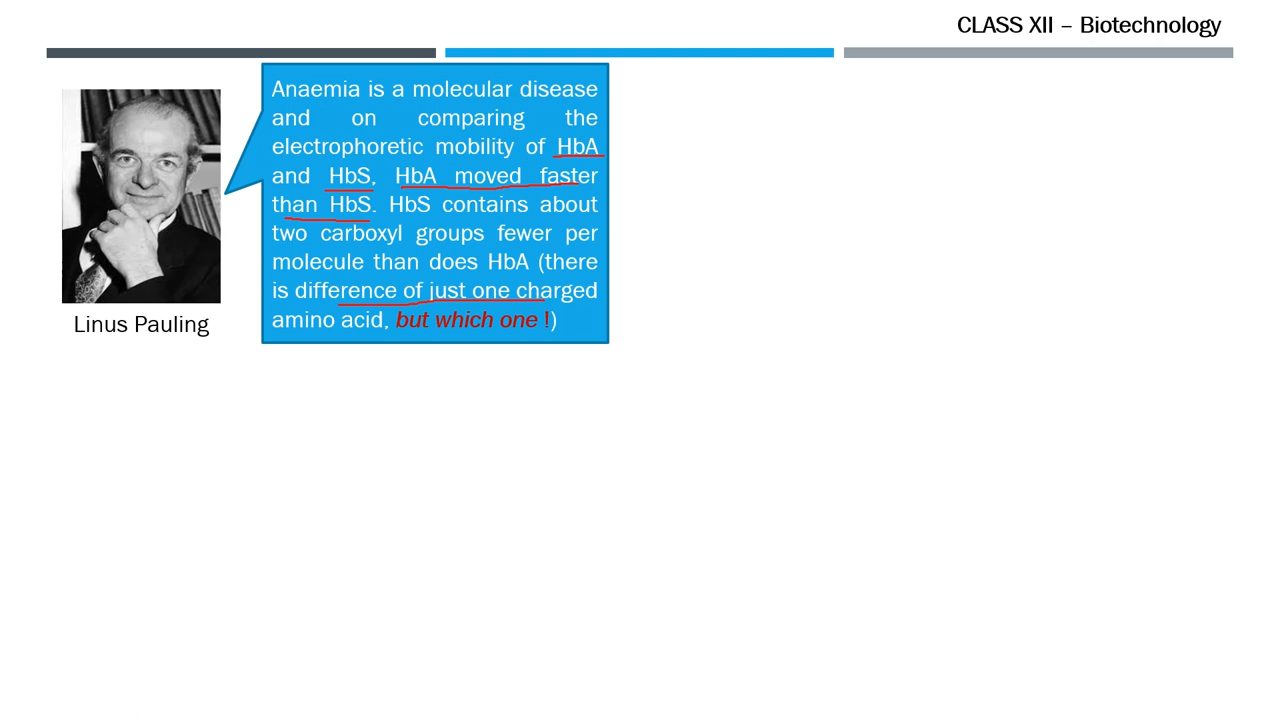 CLASS XII – Biotechnology
Anaemia is a molecular disease
and on comparing the
electrophoretic mobility of HbA
and HbS, HbA moved faster
than HbS. HbS contains about
two carboxyl groups fewer per
molecule than does HbA (there
is difference of just one charged
amino acid, but which one !)
Linus Pauling